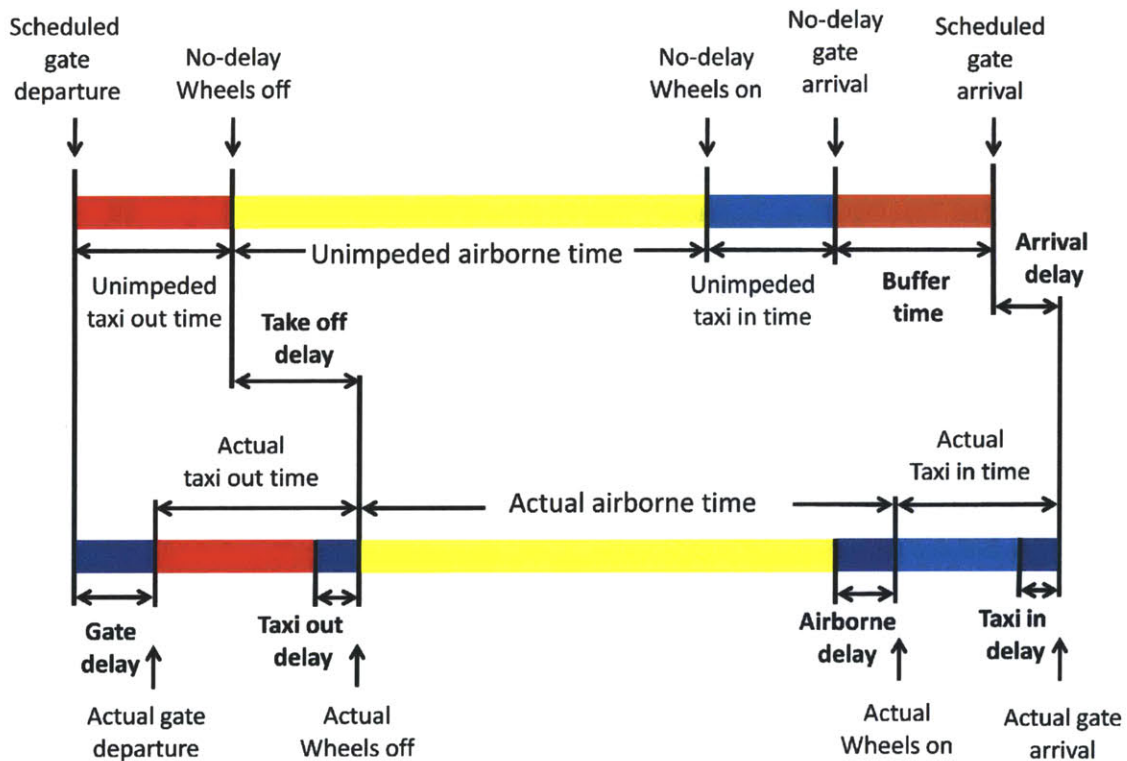 Scheduled
gate
departure
No-delay
Wheels off
No-delay
Wheels on
No-delay
gate
arrival
Scheduled
gate
arrival
Unimpeded
taxi out time
Unimpeded airborne time
Unimpeded
taxi in time
Buffer
time
Arrival
delay
Take off
delay
Actual
taxi out time
Actual airborne time
Actual
Taxi in time
Gate
delay
Taxi out
delay
Airborne
delay
Taxi in
delay
Actual gate
departure
Actual
Wheels off
Actual
Wheels on
Actual gate
arrival